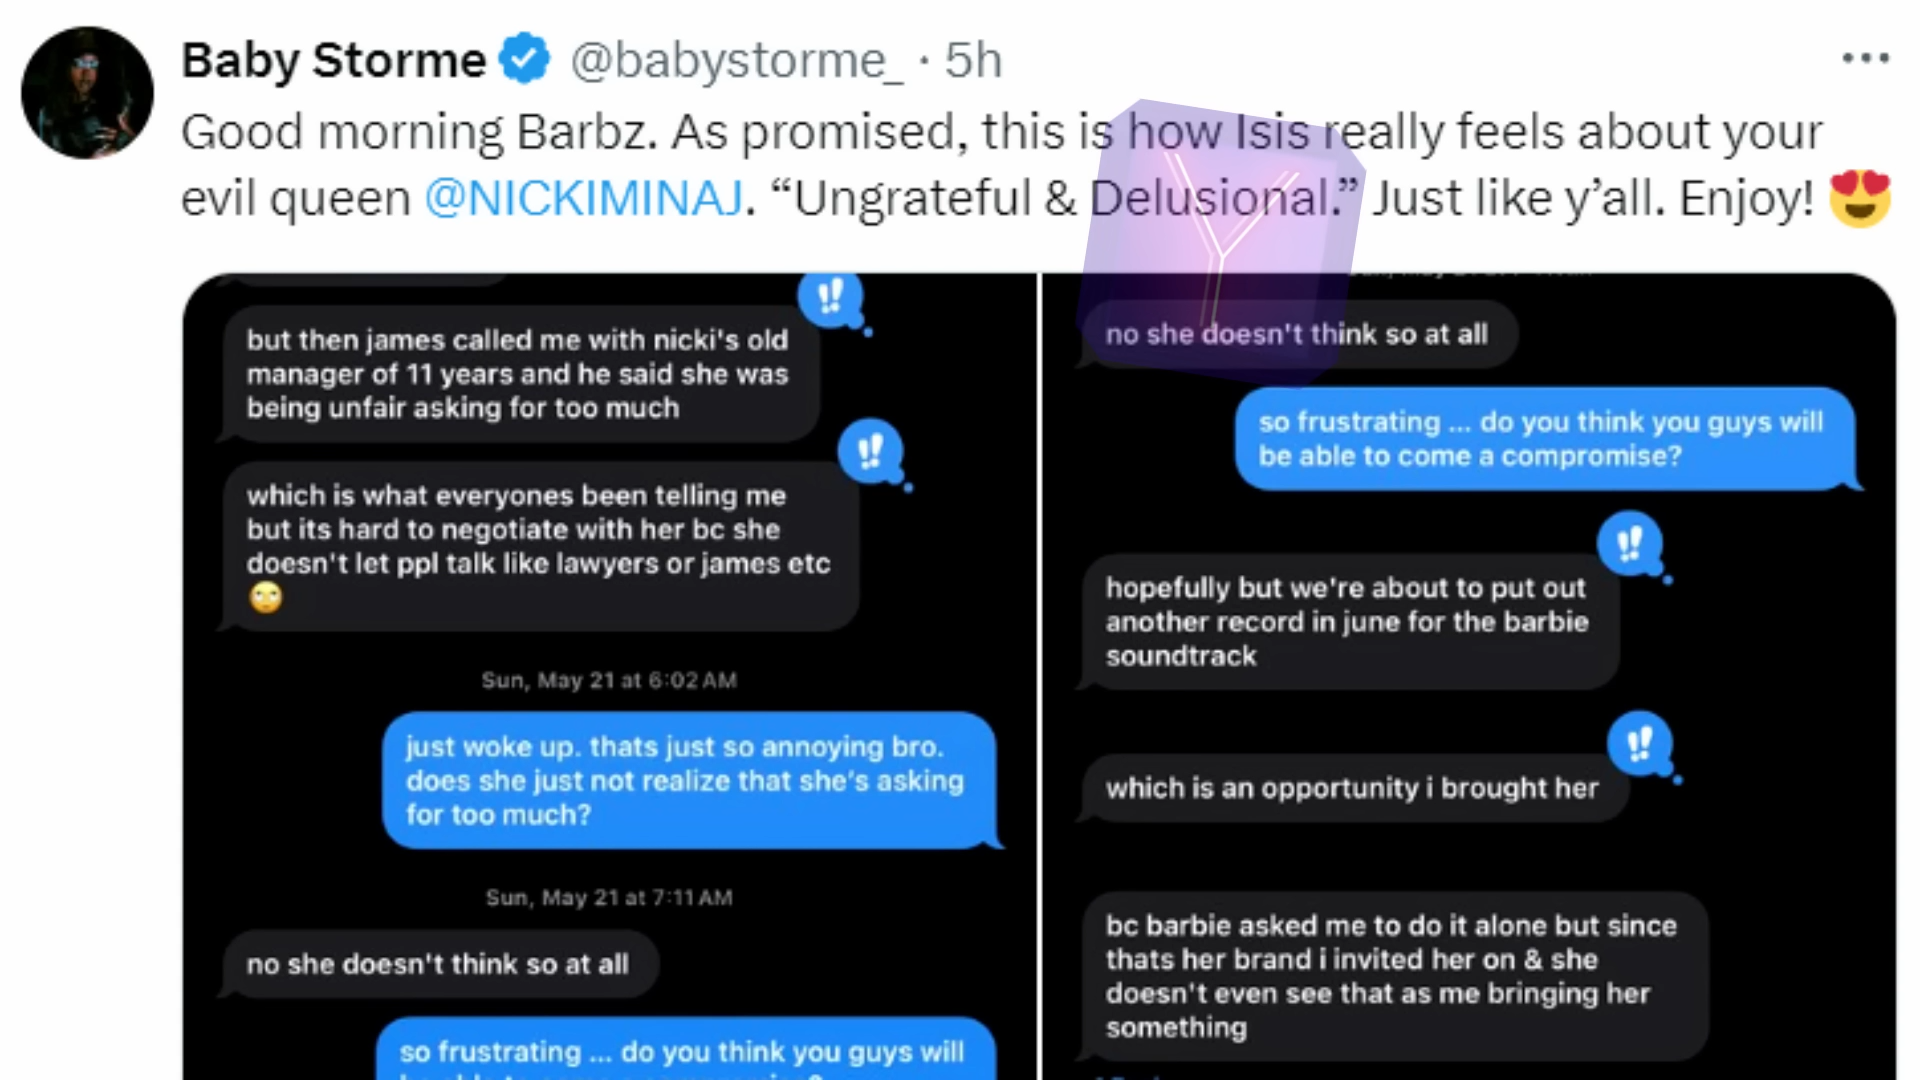 Baby Storme @babystorme_ · 5h
Good morning Barbz. As promised, this is how Isis really feels about your
evil queen @NICKIMINAJ. “Ungrateful & Delusional.” Just like y’all. Enjoy! 😍
but then james called me with nicki's old
manager of 11 years and he said she was
being unfair asking for too much
which is what everyones been telling me
but its hard to negotiate with her bc she
doesn't let ppl talk like lawyers or james etc
🙄
Sun, May 21 at 6:02 AM
just woke up. thats just so annoying bro.
does she just not realize that she's asking
for too much?
Sun, May 21 at 7:11 AM
no she doesn't think so at all
so frustrating ... do you think you guys will
no she doesn't think so at all
so frustrating ... do you think you guys will
be able to come a compromise?
hopefully but we're about to put out
another record in june for the barbie
soundtrack
which is an opportunity i brought her
bc barbie asked me to do it alone but since
thats her brand i invited her on & she
doesn't even see that as me bringing her
something
Y